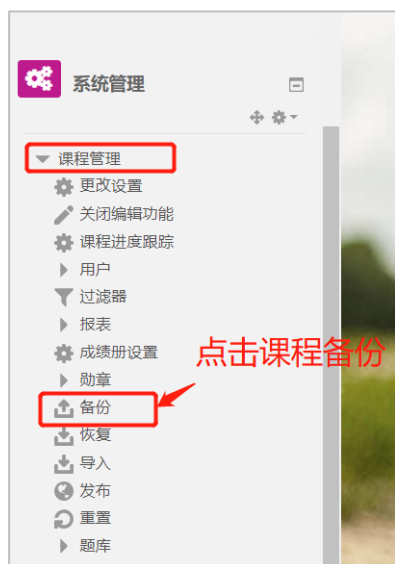 系统管理
课程管理
更改设置
关闭编辑功能
课程进度跟踪
用户
过滤器
报表
成绩册设置
点击课程备份
勋章
备份
恢复
导入
发布
重置
题库